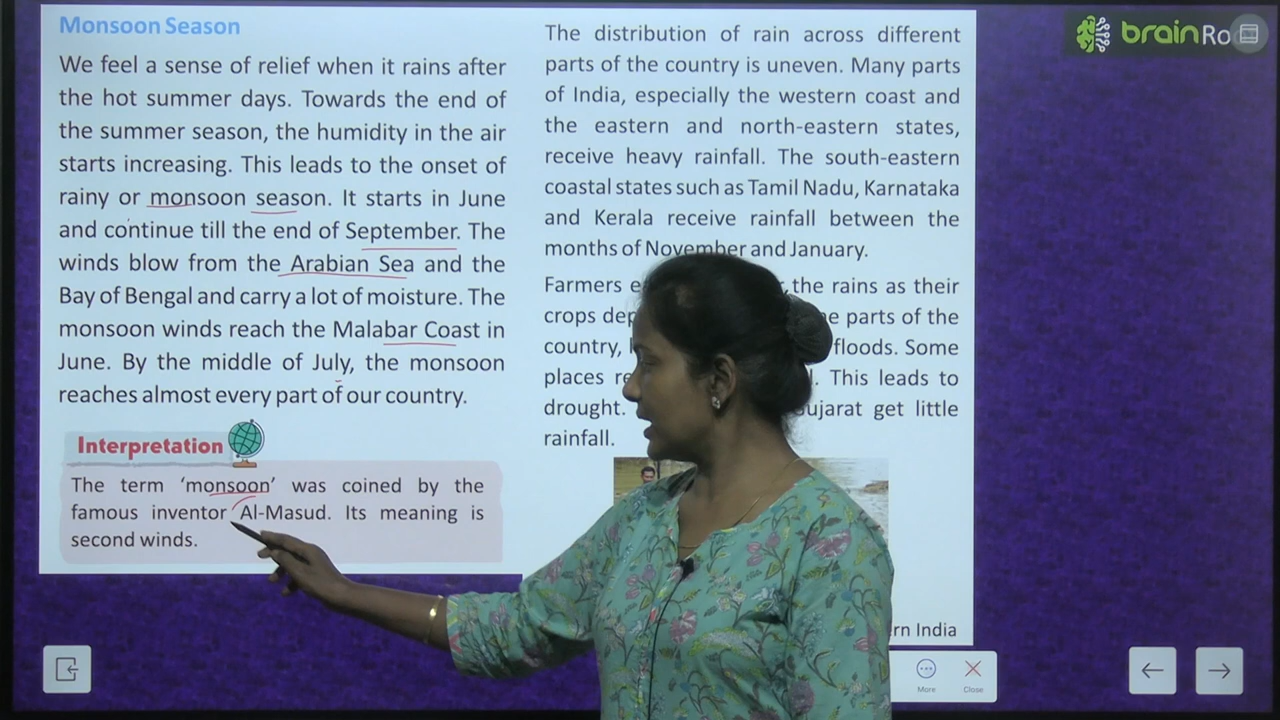 Monsoon Season
We feel a sense of relief when it rains after
the hot summer days. Towards the end of
the summer season, the humidity in the air
starts increasing. This leads to the onset of
rainy or monsoon season. It starts in June
and continue till the end of September. The
winds blow from the Arabian Sea and the
Bay of Bengal and carry a lot of moisture. The
monsoon winds reach the Malabar Coast in
June. By the middle of July, the monsoon
reaches almost every part of our country.
Interpretation
The term ‘monsoon’ was coined by the
famous inventor Al-Masud. Its meaning is
second winds.
The distribution of rain across different
parts of the country is uneven. Many parts
of India, especially the western coast and
the eastern and north-eastern states,
receive heavy rainfall. The south-eastern
coastal states such as Tamil Nadu, Karnataka
and Kerala receive rainfall between the
months of November and January.
Farmers the rains as their
crops parts of the
country, floods. Some
places This leads to
drought. Gujarat get little
rainfall.
India
brain
More
Close